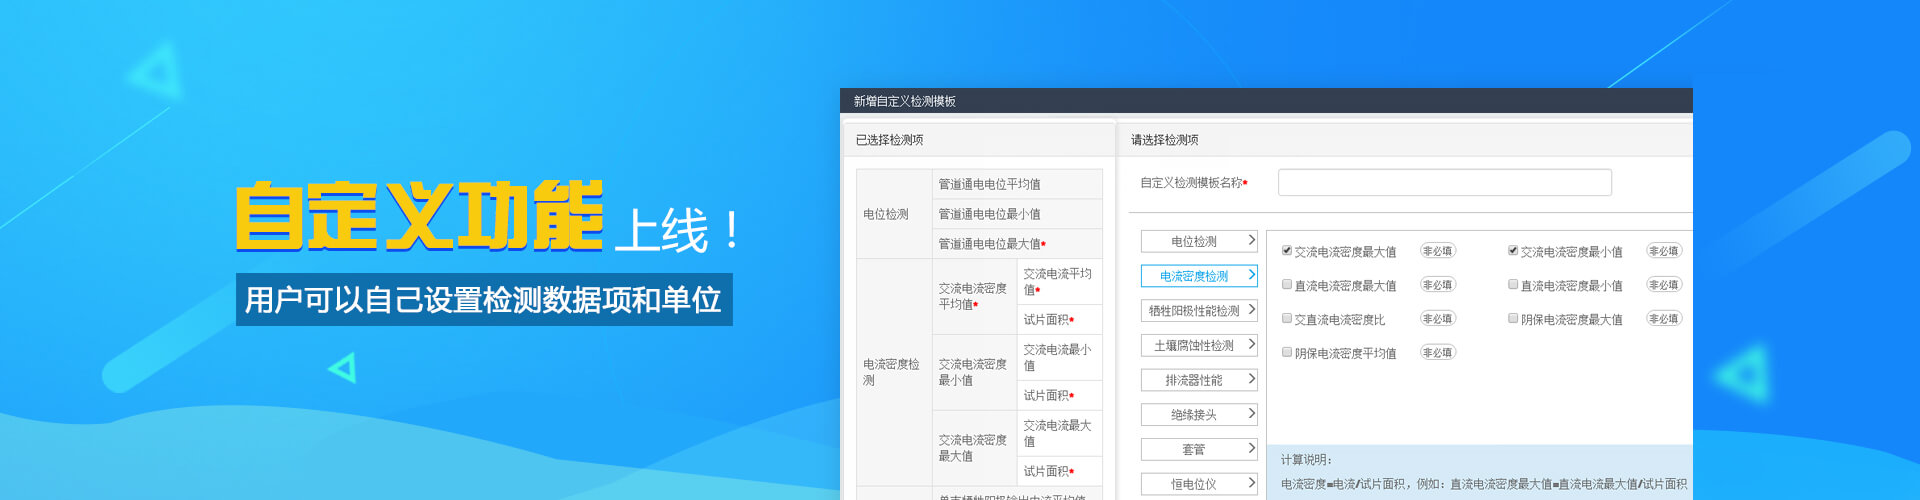 自定义功能 上线！
用户可以自己设置检测数据项和单位
新增自定义检测模板
已选择检测项
电位检测
管道通电电位平均值
管道通电电位最小值
管道通电电位最大值*
电流密度检
测
交流电流密度
平均值*
交流电流平均
值*
试片面积*
交流电流密度
最小值
交流电流最小
值
试片面积*
交流电流密度
最大值
交流电流最大
值
试片面积*
请选择检测项
自定义检测模板名称*
电位检测
电流密度检测
牺牲阳极性能检测
土壤腐蚀性检测
排流器性能
绝缘接头
套管
恒电位仪
交流电流密度最大值 非必填 交流电流密度最小值 非必填
直流电流密度最大值 非必填 直流电流密度最小值 非必填
交直流电流密度比 非必填 阴保电流密度最大值 非必填
阴保电流密度平均值 非必填
计算说明：
电流密度=电流/试片面积，例如：直流电流密度最大值=直流电流最大值/试片面积